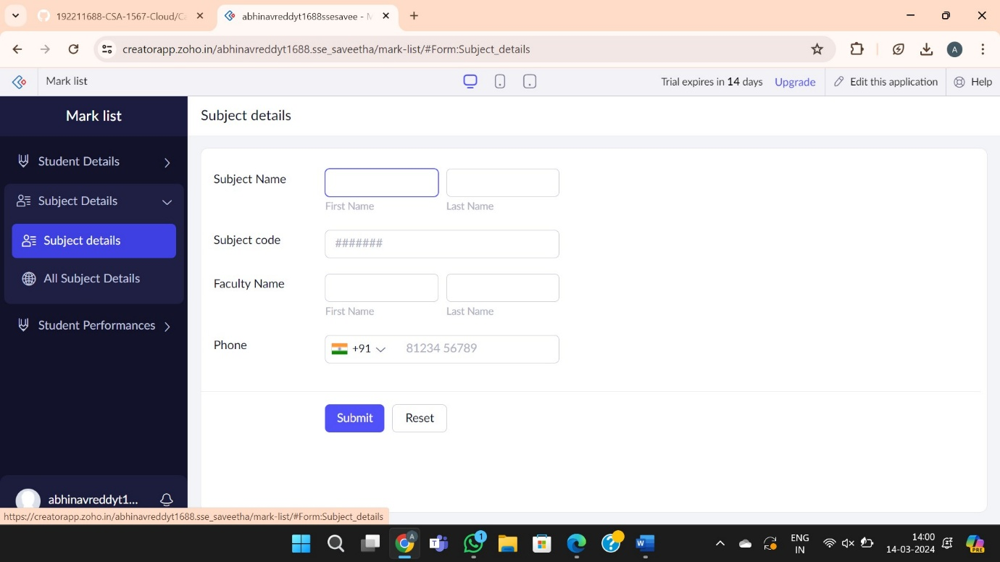 192211688-CSA-1567-Cloud/Ca
abhinavreddyt1688ssesavee - M
creatorapp.zoho.in/abhinavreddyt1688.sse_saveetha/mark-list/#Form:Subject_details
A
Mark list
Trial expires in 14 days
Upgrade
Edit this application
Help
Mark list
Student Details
Subject Details
Subject details
All Subject Details
Student Performances
abhinavreddyt1...
Subject details
Subject Name
First Name
Last Name
Subject code
#######
Faculty Name
First Name
Last Name
Phone
+91
81234 56789
Submit
Reset
https://creatorapp.zoho.in/abhinavreddyt1688.sse_saveetha/mark-list/#Form:Subject_details
A
T
1
?
W
ENG
IN
14:00
14-03-2024
PRE